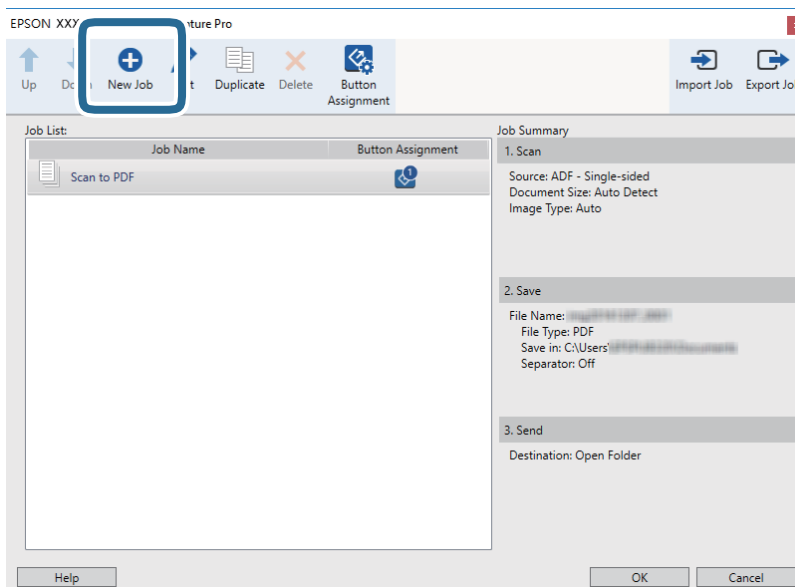 EPSON XXX ture Pro
Up
New Job
Duplicate
Delete
Button
Assignment
Import Job
Export Jo
Job List:
Job Name
Button Assignment
Scan to PDF
1
Job Summary
1. Scan
Source: ADF - Single-sided
Document Size: Auto Detect
Image Type: Auto
2. Save
File Name:
File Type: PDF
Save in: C:\Users\
Separator: Off
3. Send
Destination: Open Folder
Help
OK
Cancel